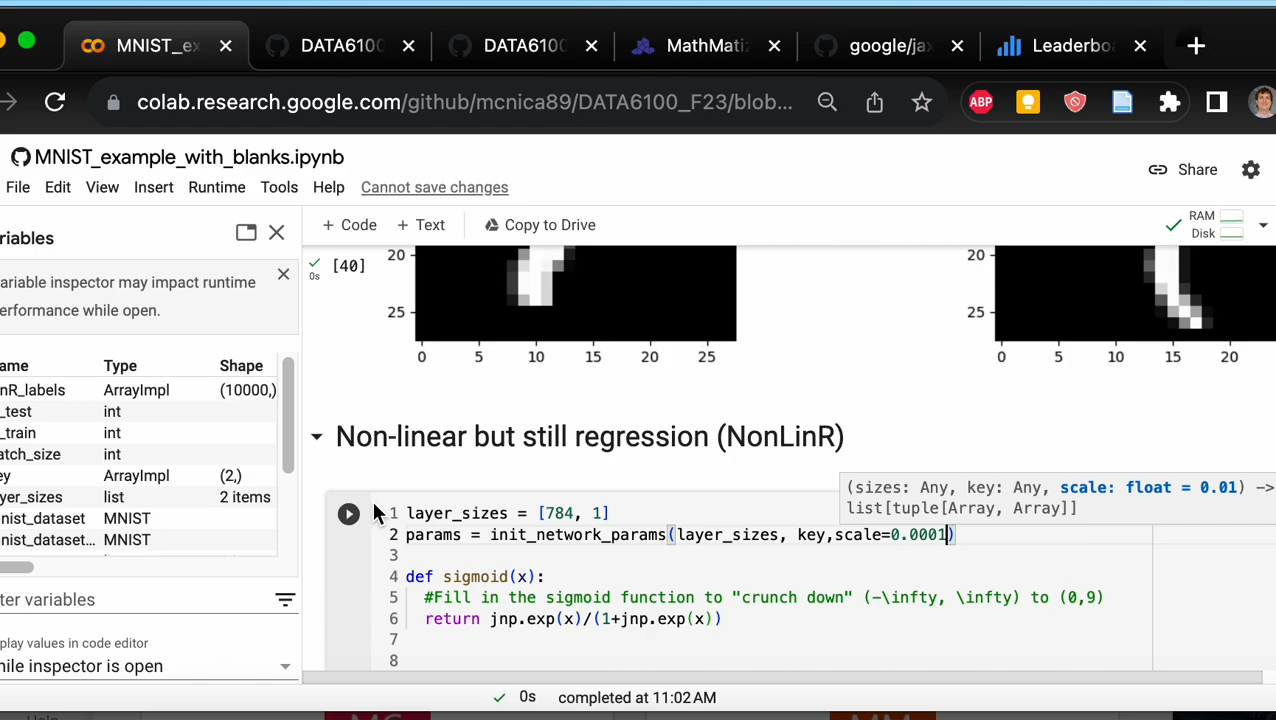 MNIST_ex
DATA6100
DATA6100
MathMati
google/jax
Leaderbo
colab.research.google.com/github/mcnica89/DATA6100_F23/blob...
ABP
MNIST_example_with_blanks.ipynb
Share
File Edit View Insert Runtime Tools Help Cannot save changes
+ Code + Text Copy to Drive
RAM
Disk
riables
ariable inspector may impact runtime
erformance while open.
ame Type Shape
nR_labels ArrayImpl (10000,)
_test int
_train int
atch_size int
ey ArrayImpl (2,)
yer_sizes list 2 items
nist_dataset MNIST
nist_dataset... MNIST
ter variables
play values in code editor
hile inspector is open
[40]
0s
20
25
0 5 10 15 20 25
20
25
0 5 10 15 20
Non-linear but still regression (NonLinR)
(sizes: Any, key: Any, scale: float = 0.01) ->
list[tuple[Array, Array]]
1 layer_sizes = [784, 1]
2 params = init_network_params(layer_sizes, key,scale=0.0001)
3
4 def sigmoid(x):
5 #Fill in the sigmoid function to "crunch down" (-\infty, \infty) to (0,9)
6 return jnp.exp(x)/(1+jnp.exp(x))
7
8
0s completed at 11:02 AM